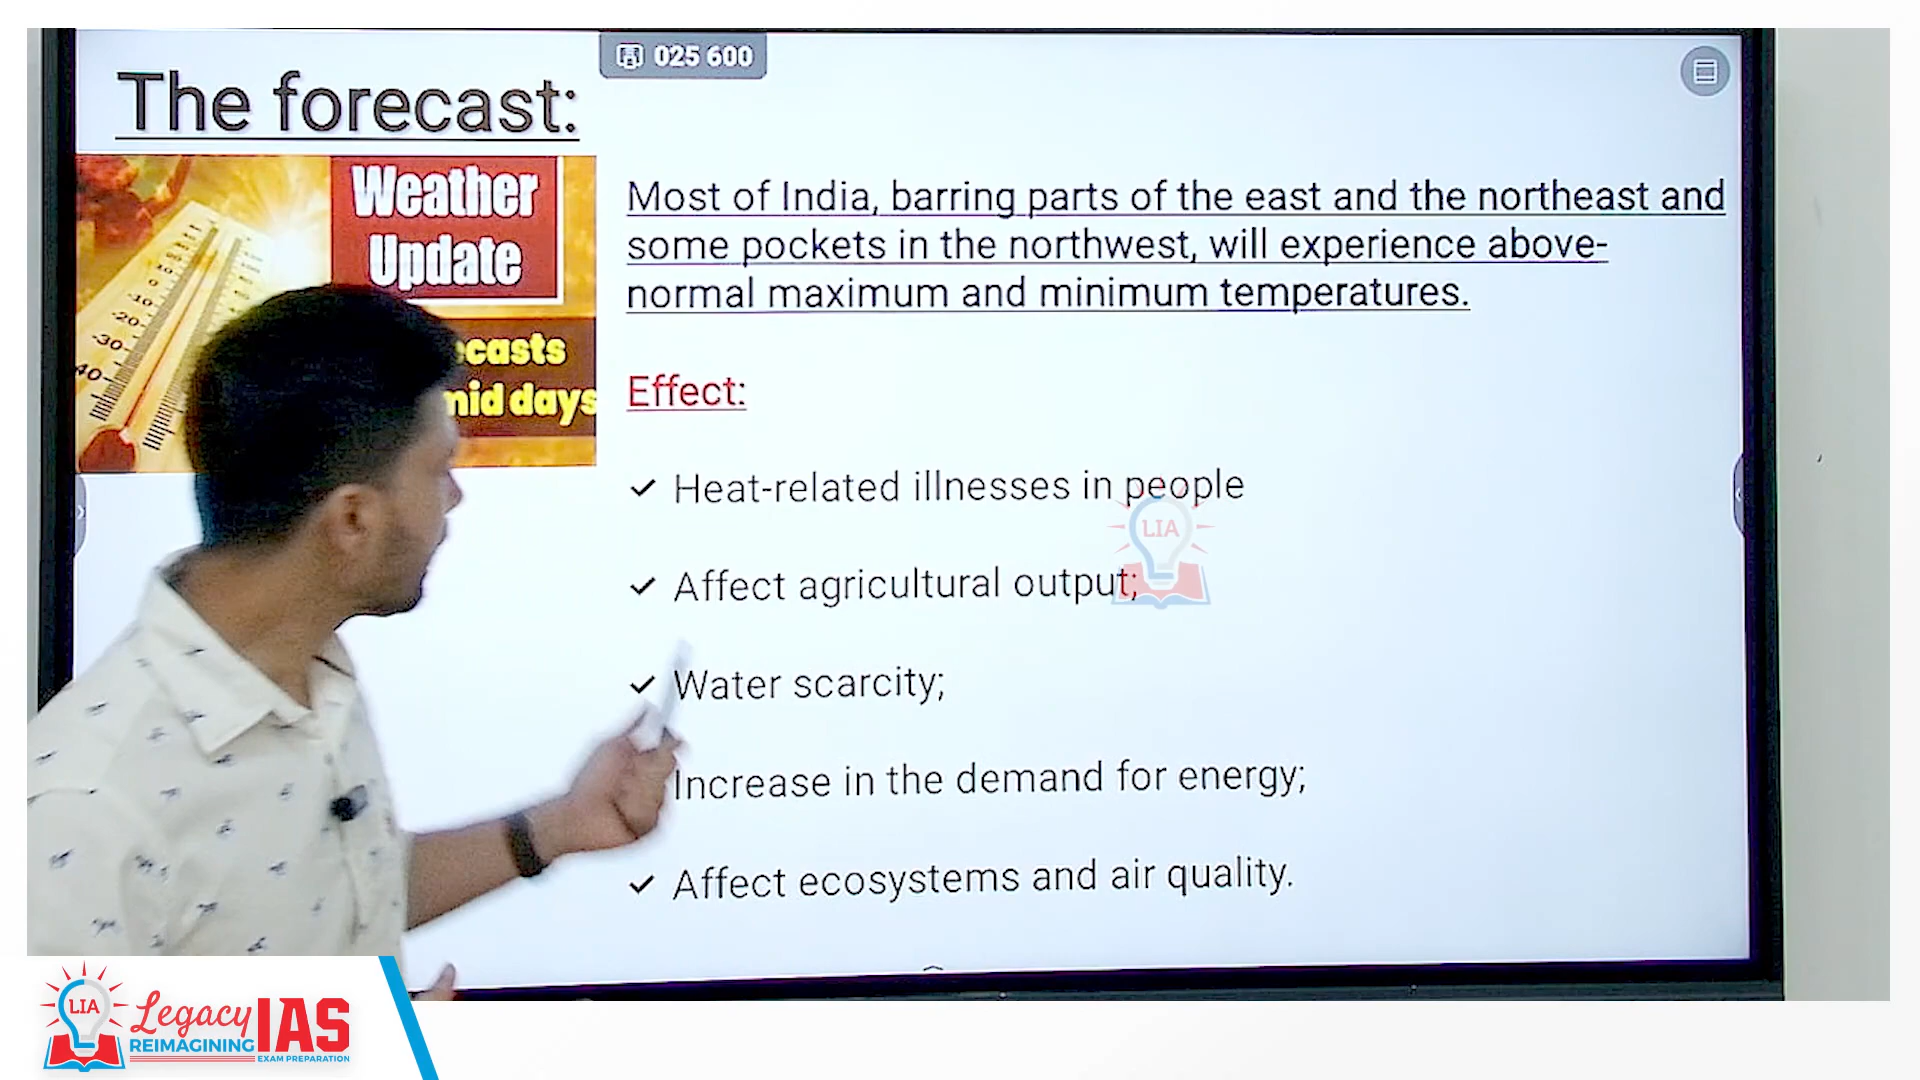 025 600
The forecast:
Weather
Update
mid days
Most of India, barring parts of the east and the northeast and
some pockets in the northwest, will experience above-
normal maximum and minimum temperatures.
Effect:
✓ Heat-related illnesses in people
✓ Affect agricultural output;
✓ Water scarcity;
Increase in the demand for energy;
✓ Affect ecosystems and air quality.
LIA
LIA
Legacy IAS
REIMAGINING
EXAM PREPARATION